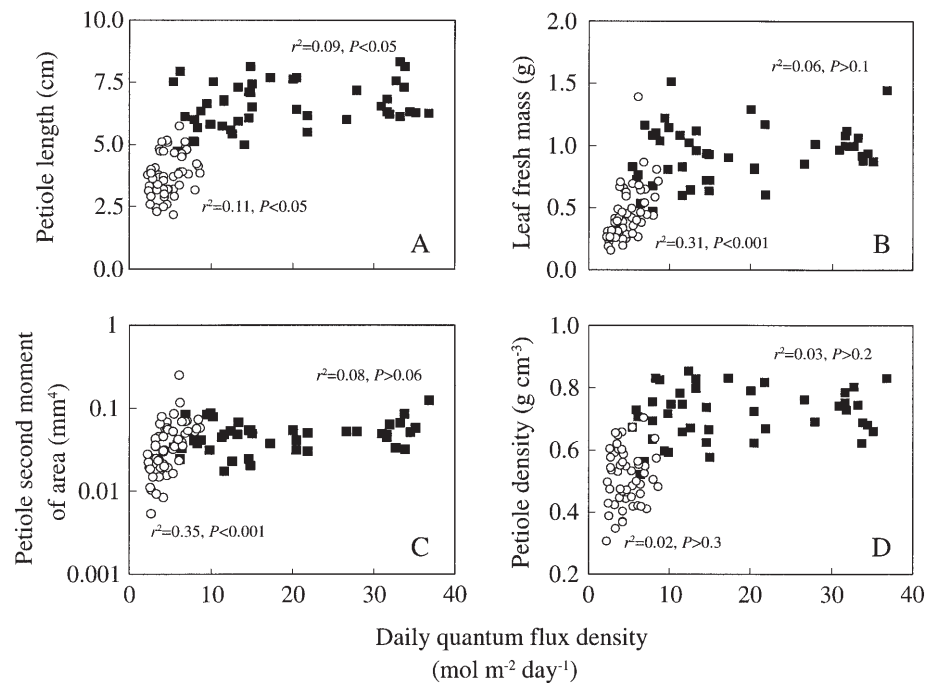 10.0
7.5
5.0
2.5
0.0
Petiole length (cm)
r²=0.09, P<0.05
r²=0.11, P<0.05
A
2.0
1.5
1.0
0.5
0.0
Leaf fresh mass (g)
r²=0.06, P>0.1
r²=0.31, P<0.001
B
1
0.1
0.01
0.001
Petiole second moment
of area (mm⁴)
r²=0.08, P>0.06
r²=0.35, P<0.001
C
0 10 20 30 40
1.0
0.8
0.6
0.4
0.2
Petiole density (g cm⁻³)
r²=0.03, P>0.2
r²=0.02, P>0.3
D
0 10 20 30 40
Daily quantum flux density
(mol m⁻² day⁻¹)